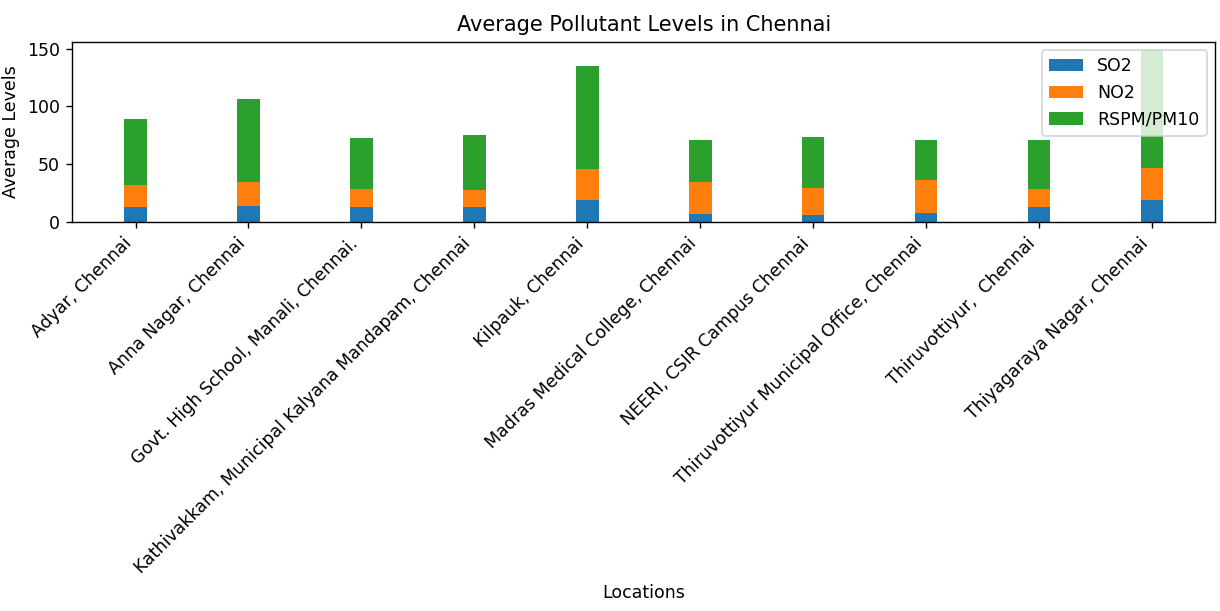 Average Pollutant Levels in Chennai
Average Levels
150
100
50
0
SO2
NO2
RSPM/PM10
Adyar, Chennai
Anna Nagar, Chennai
Govt. High School, Manali, Chennai.
Kathivakkam, Municipal Kalyana Mandapam, Chennai
Kilpauk, Chennai
Madras Medical College, Chennai
NEERI, CSIR Campus Chennai
Thiruvottiyur Municipal Office, Chennai
Thiruvottiyur,  Chennai
Thiyagaraya Nagar, Chennai
Locations